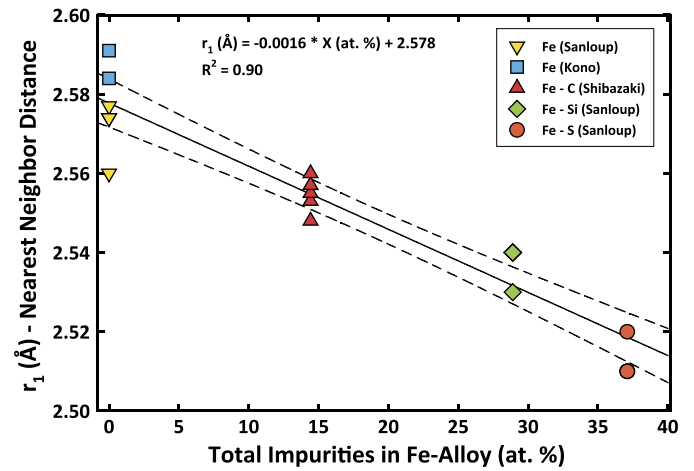 r1 (Å) - Nearest Neighbor Distance
2.60
2.58
2.56
2.54
2.52
2.50
r1 (Å) = -0.0016 * X (at. %) + 2.578
R2 = 0.90
Fe (Sanloup)
Fe (Kono)
Fe - C (Shibazaki)
Fe - Si (Sanloup)
Fe - S (Sanloup)
0 5 10 15 20 25 30 35 40
Total Impurities in Fe-Alloy (at. %)